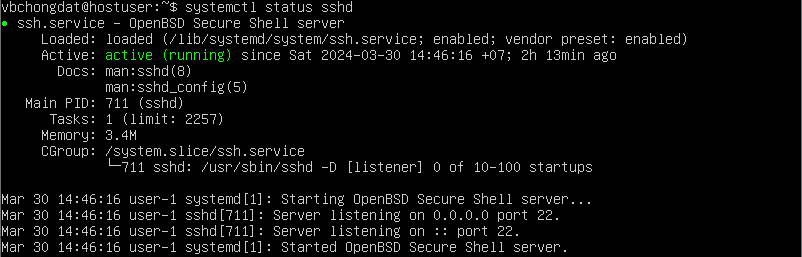 vbchongdat@hostuser:~$ systemctl status sshd
● ssh.service - OpenBSD Secure Shell server
Loaded: loaded (/lib/systemd/system/ssh.service; enabled; vendor preset: enabled)
Active: active (running) since Sat 2024-03-30 14:46:16 +07; 2h 13min ago
Docs: man:sshd(8)
man:sshd_config(5)
Main PID: 711 (sshd)
Tasks: 1 (limit: 2257)
Memory: 3.4M
CGroup: /system.slice/ssh.service
└─711 sshd: /usr/sbin/sshd -D [listener] 0 of 10-100 startups
Mar 30 14:46:16 user-1 systemd[1]: Starting OpenBSD Secure Shell server...
Mar 30 14:46:16 user-1 sshd[711]: Server listening on 0.0.0.0 port 22.
Mar 30 14:46:16 user-1 sshd[711]: Server listening on :: port 22.
Mar 30 14:46:16 user-1 systemd[1]: Started OpenBSD Secure Shell server.